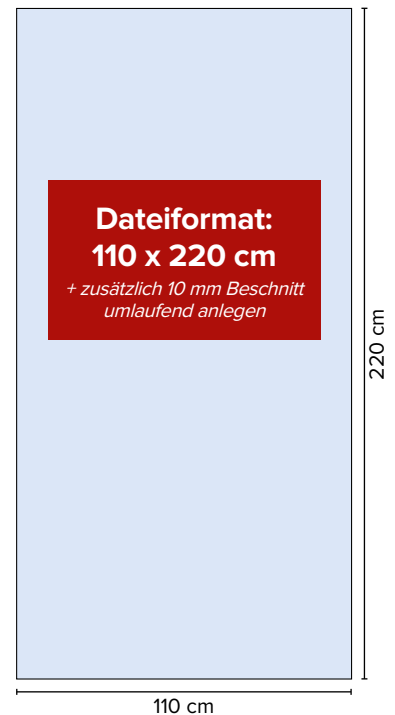 Dateiformat:
110 x 220 cm
+ zusätzlich 10 mm Beschnitt
umlaufend anlegen
220 cm
110 cm